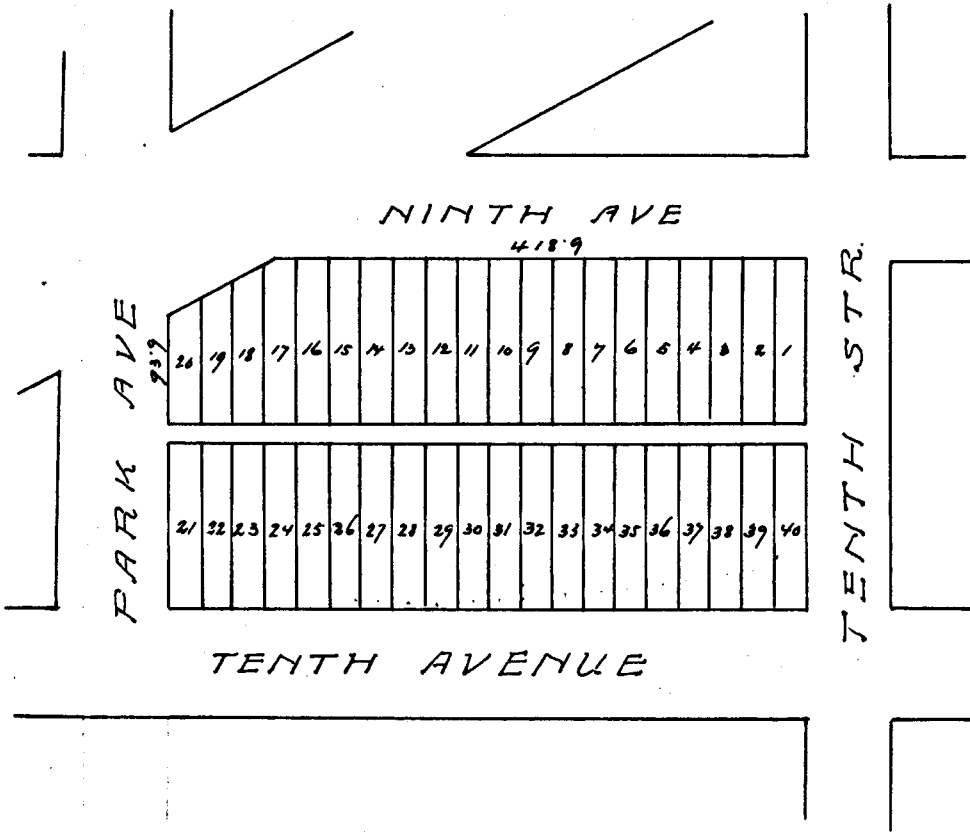 NINTH AVE
418.9
PARK AVE
93.9
TENTH STR.
20 19 18 17 16 15 14 13 12 11 10 9 8 7 6 5 4 3 2 1
21 22 23 24 25 26 27 28 29 30 31 32 33 34 35 36 37 38 39 40
TENTH AVENUE